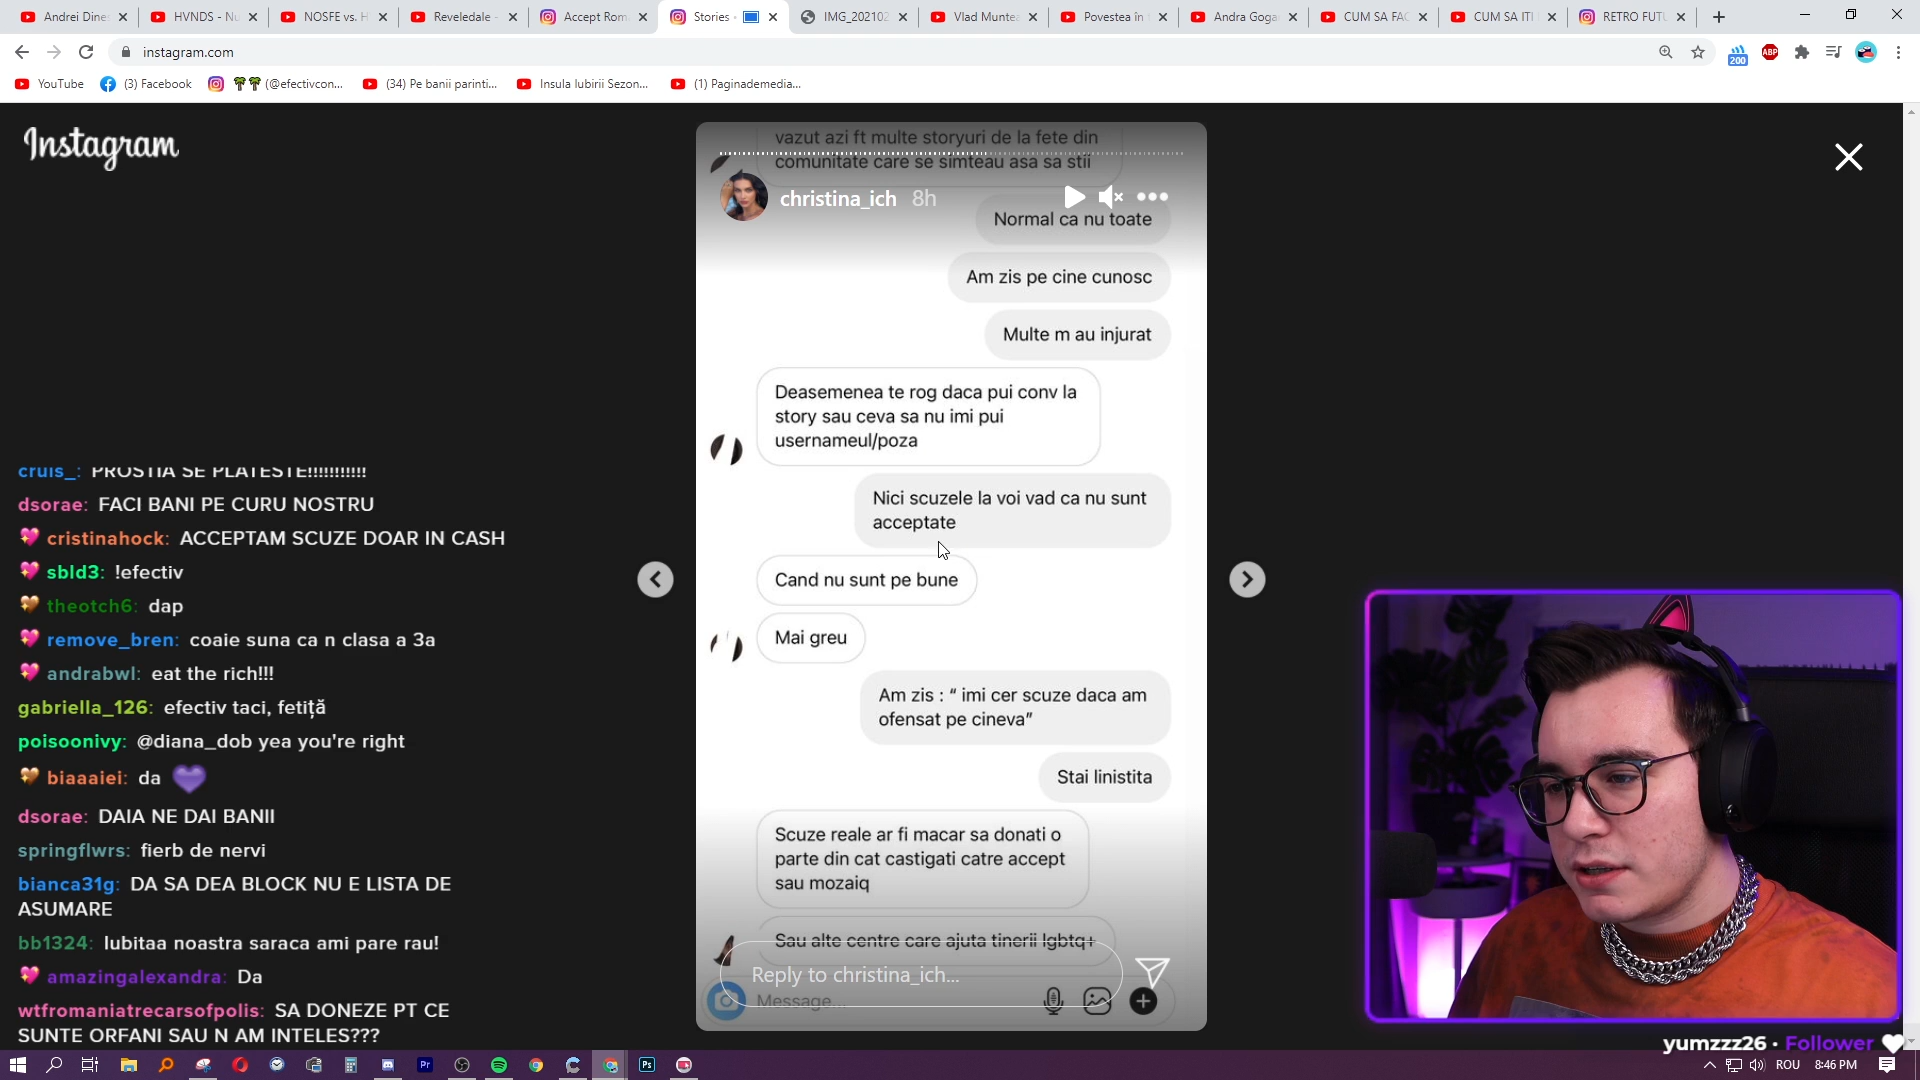 Andrei Dine
HVNDS - Nu
NOSFE vs. H
Reveledale -
Accept Rom
Stories
IMG_202102
Vlad Muntea
Povestea în
Andra Goga
CUM SA FAC
CUM SA ITI
RETRO FUTU
instagram.com
200
ABP
YouTube
(3) Facebook
(@efectivcon...
(34) Pe banii parinti...
Insula Iubirii Sezon...
(1) Paginademedia...
Instagram
vazut azi ft multe storyuri de la fete din
comunitate care se simteau asa sa stii
christina_ich 8h
Normal ca nu toate
Am zis pe cine cunosc
Multe m au injurat
Deasemenea te rog daca pui conv la
story sau ceva sa nu imi pui
usernameul/poza
Nici scuzele la voi vad ca nu sunt
acceptate
Cand nu sunt pe bune
Mai greu
Am zis : “ imi cer scuze daca am
ofensat pe cineva”
Stai linistita
Scuze reale ar fi macar sa donati o
parte din cat castigati catre accept
sau mozaiq
Sau alte centre care ajuta tinerii lgbtq+
Reply to christina_ich...
Message...
cruis_: PROSTIA SE PLATESTE!!!!!!!!!!!
dsorae: FACI BANI PE CURU NOSTRU
cristinahock: ACCEPTAM SCUZE DOAR IN CASH
sbld3: !efectiv
theotch6: dap
remove_bren: coaie suna ca n clasa a 3a
andrabwl: eat the rich!!!
gabriella_126: efectiv taci, fetiță
poisoonivy: @diana_dob yea you're right
biaaaiei: da
dsorae: DAIA NE DAI BANII
springflwrs: fierb de nervi
bianca31g: DA SA DEA BLOCK NU E LISTA DE
ASUMARE
bb1324: Iubitaa noastra saraca ami pare rau!
amazingalexandra: Da
wtfromaniatrecarsofpolis: SA DONEZE PT CE
SUNTE ORFANI SAU N AM INTELES???
yumzzz26 · Follower
Pr
Ps
ROU
8:46 PM